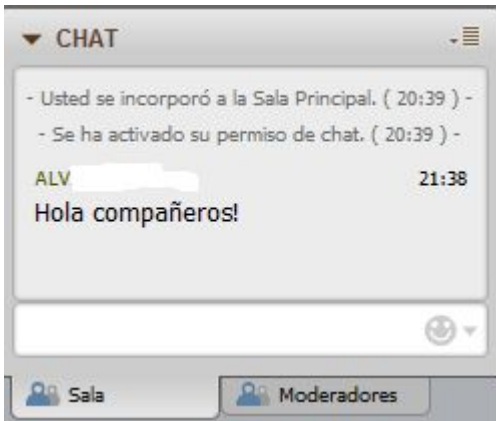 CHAT
- Usted se incorporó a la Sala Principal. ( 20:39 ) -
- Se ha activado su permiso de chat. ( 20:39 ) -
ALV 21:38
Hola compañeros!
Sala Moderadores